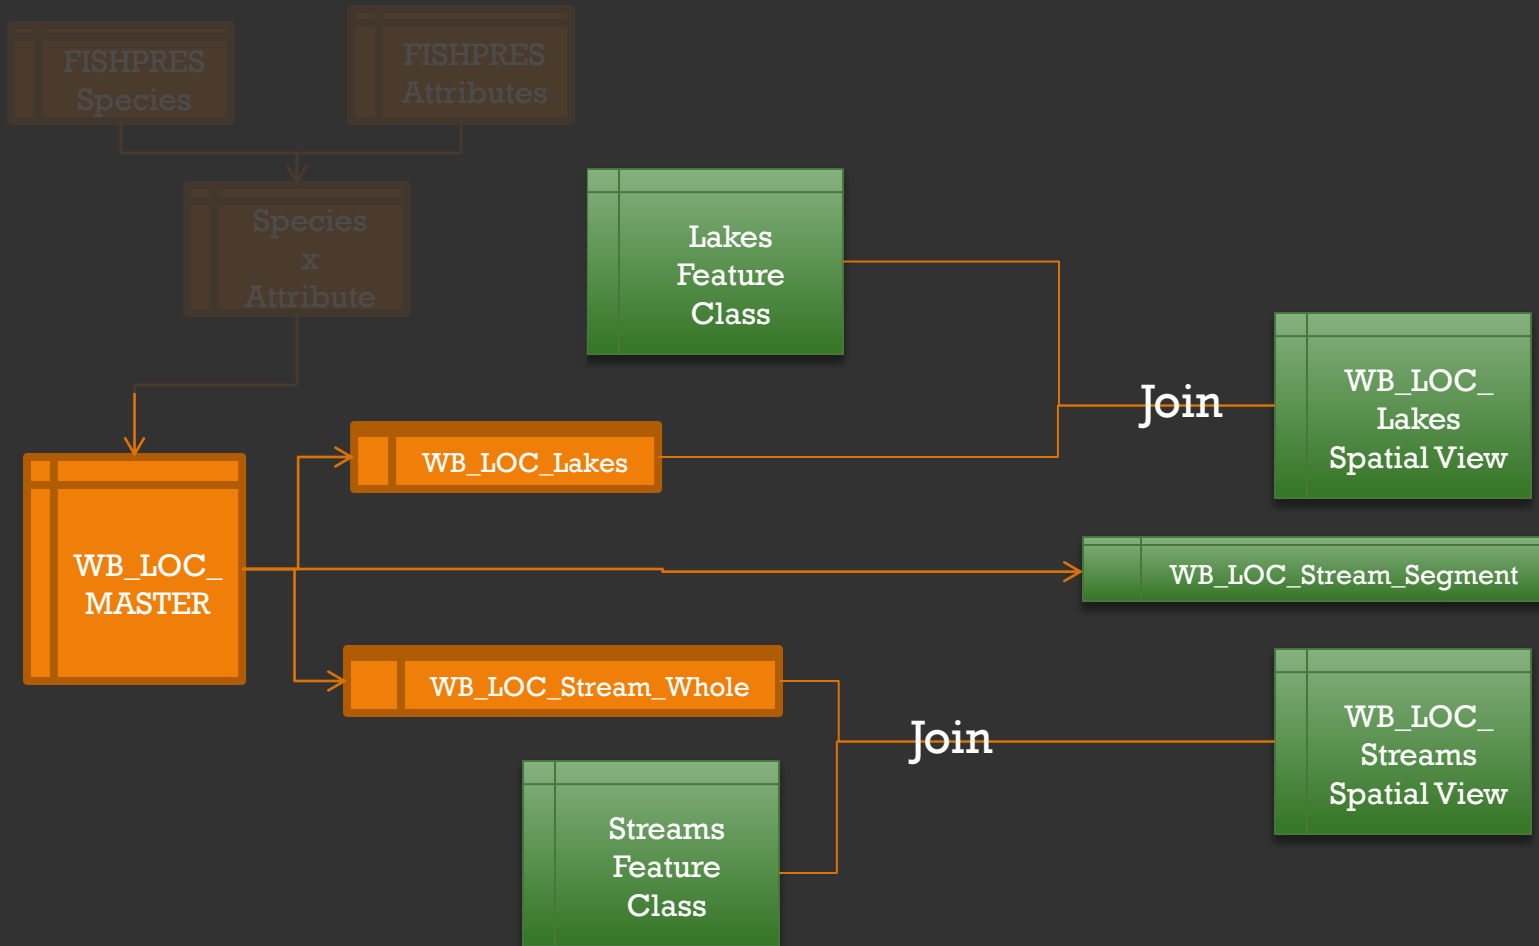 FISHPRES
Species
FISHPRES
Attributes
Species
x
Attribute
Lakes
Feature
Class
Join
WB_LOC_
Lakes
Spatial View
WB_LOC_Lakes
WB_LOC_
MASTER
WB_LOC_Stream_Segment
WB_LOC_Stream_Whole
Join
WB_LOC_
Streams
Spatial View
Streams
Feature
Class